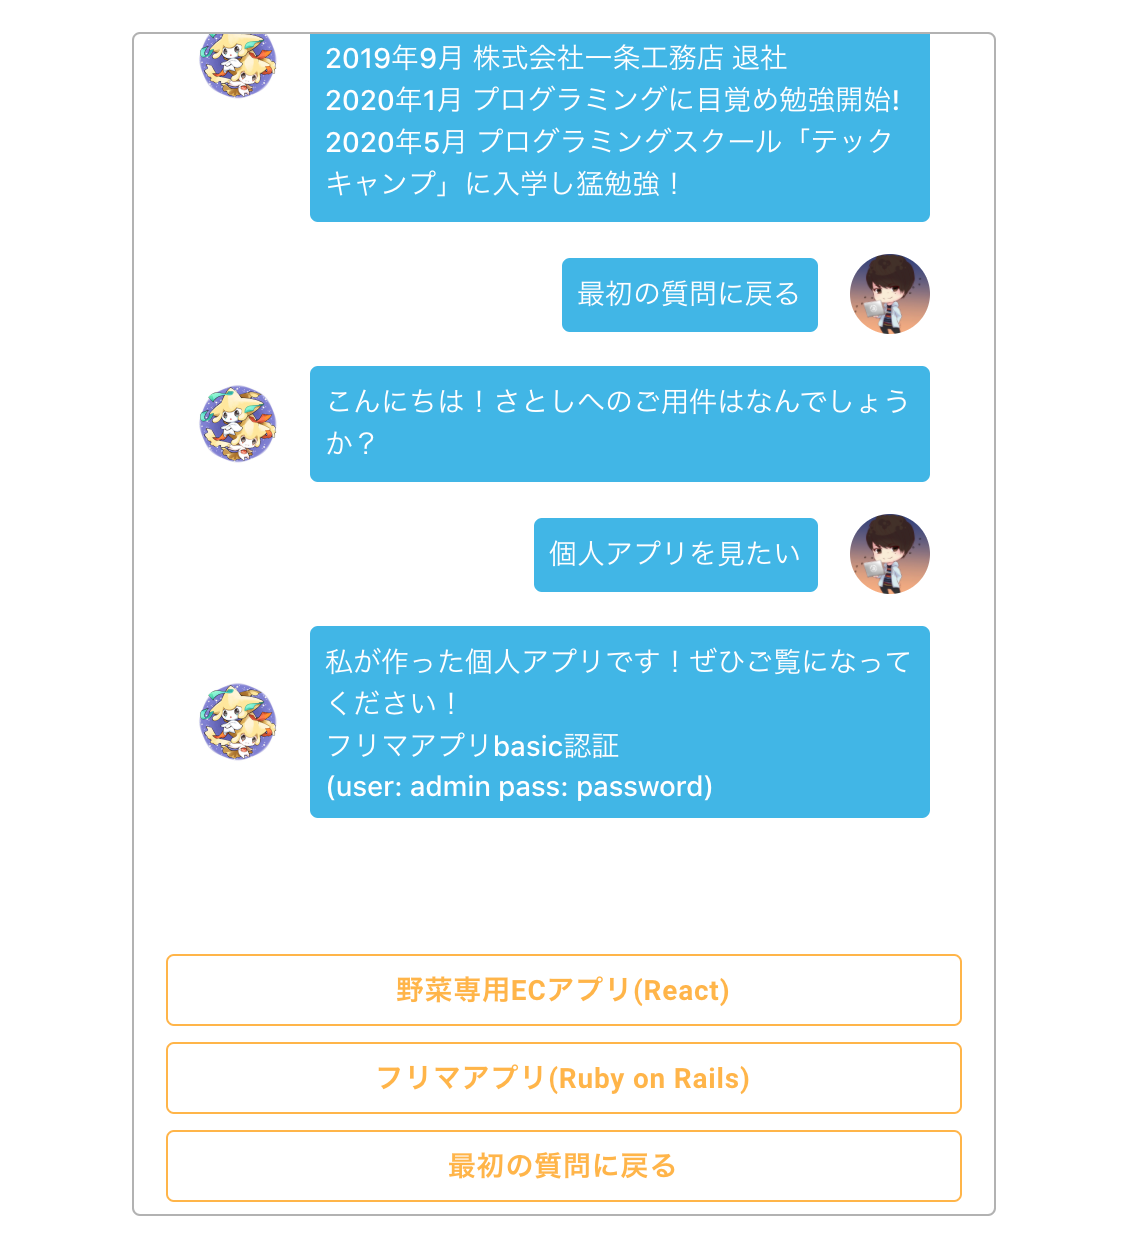 2019年9月 株式会社一条工務店 退社
2020年1月 プログラミングに目覚め勉強開始!
2020年5月 プログラミングスクール「テック
キャンプ」に入学し猛勉強！
最初の質問に戻る
こんにちは！さとしへのご用件はなんでしょう
か？
個人アプリを見たい
私が作った個人アプリです！ぜひご覧になって
ください！
フリマアプリbasic認証
(user: admin pass: password)
野菜専用ECアプリ(React)
フリマアプリ(Ruby on Rails)
最初の質問に戻る